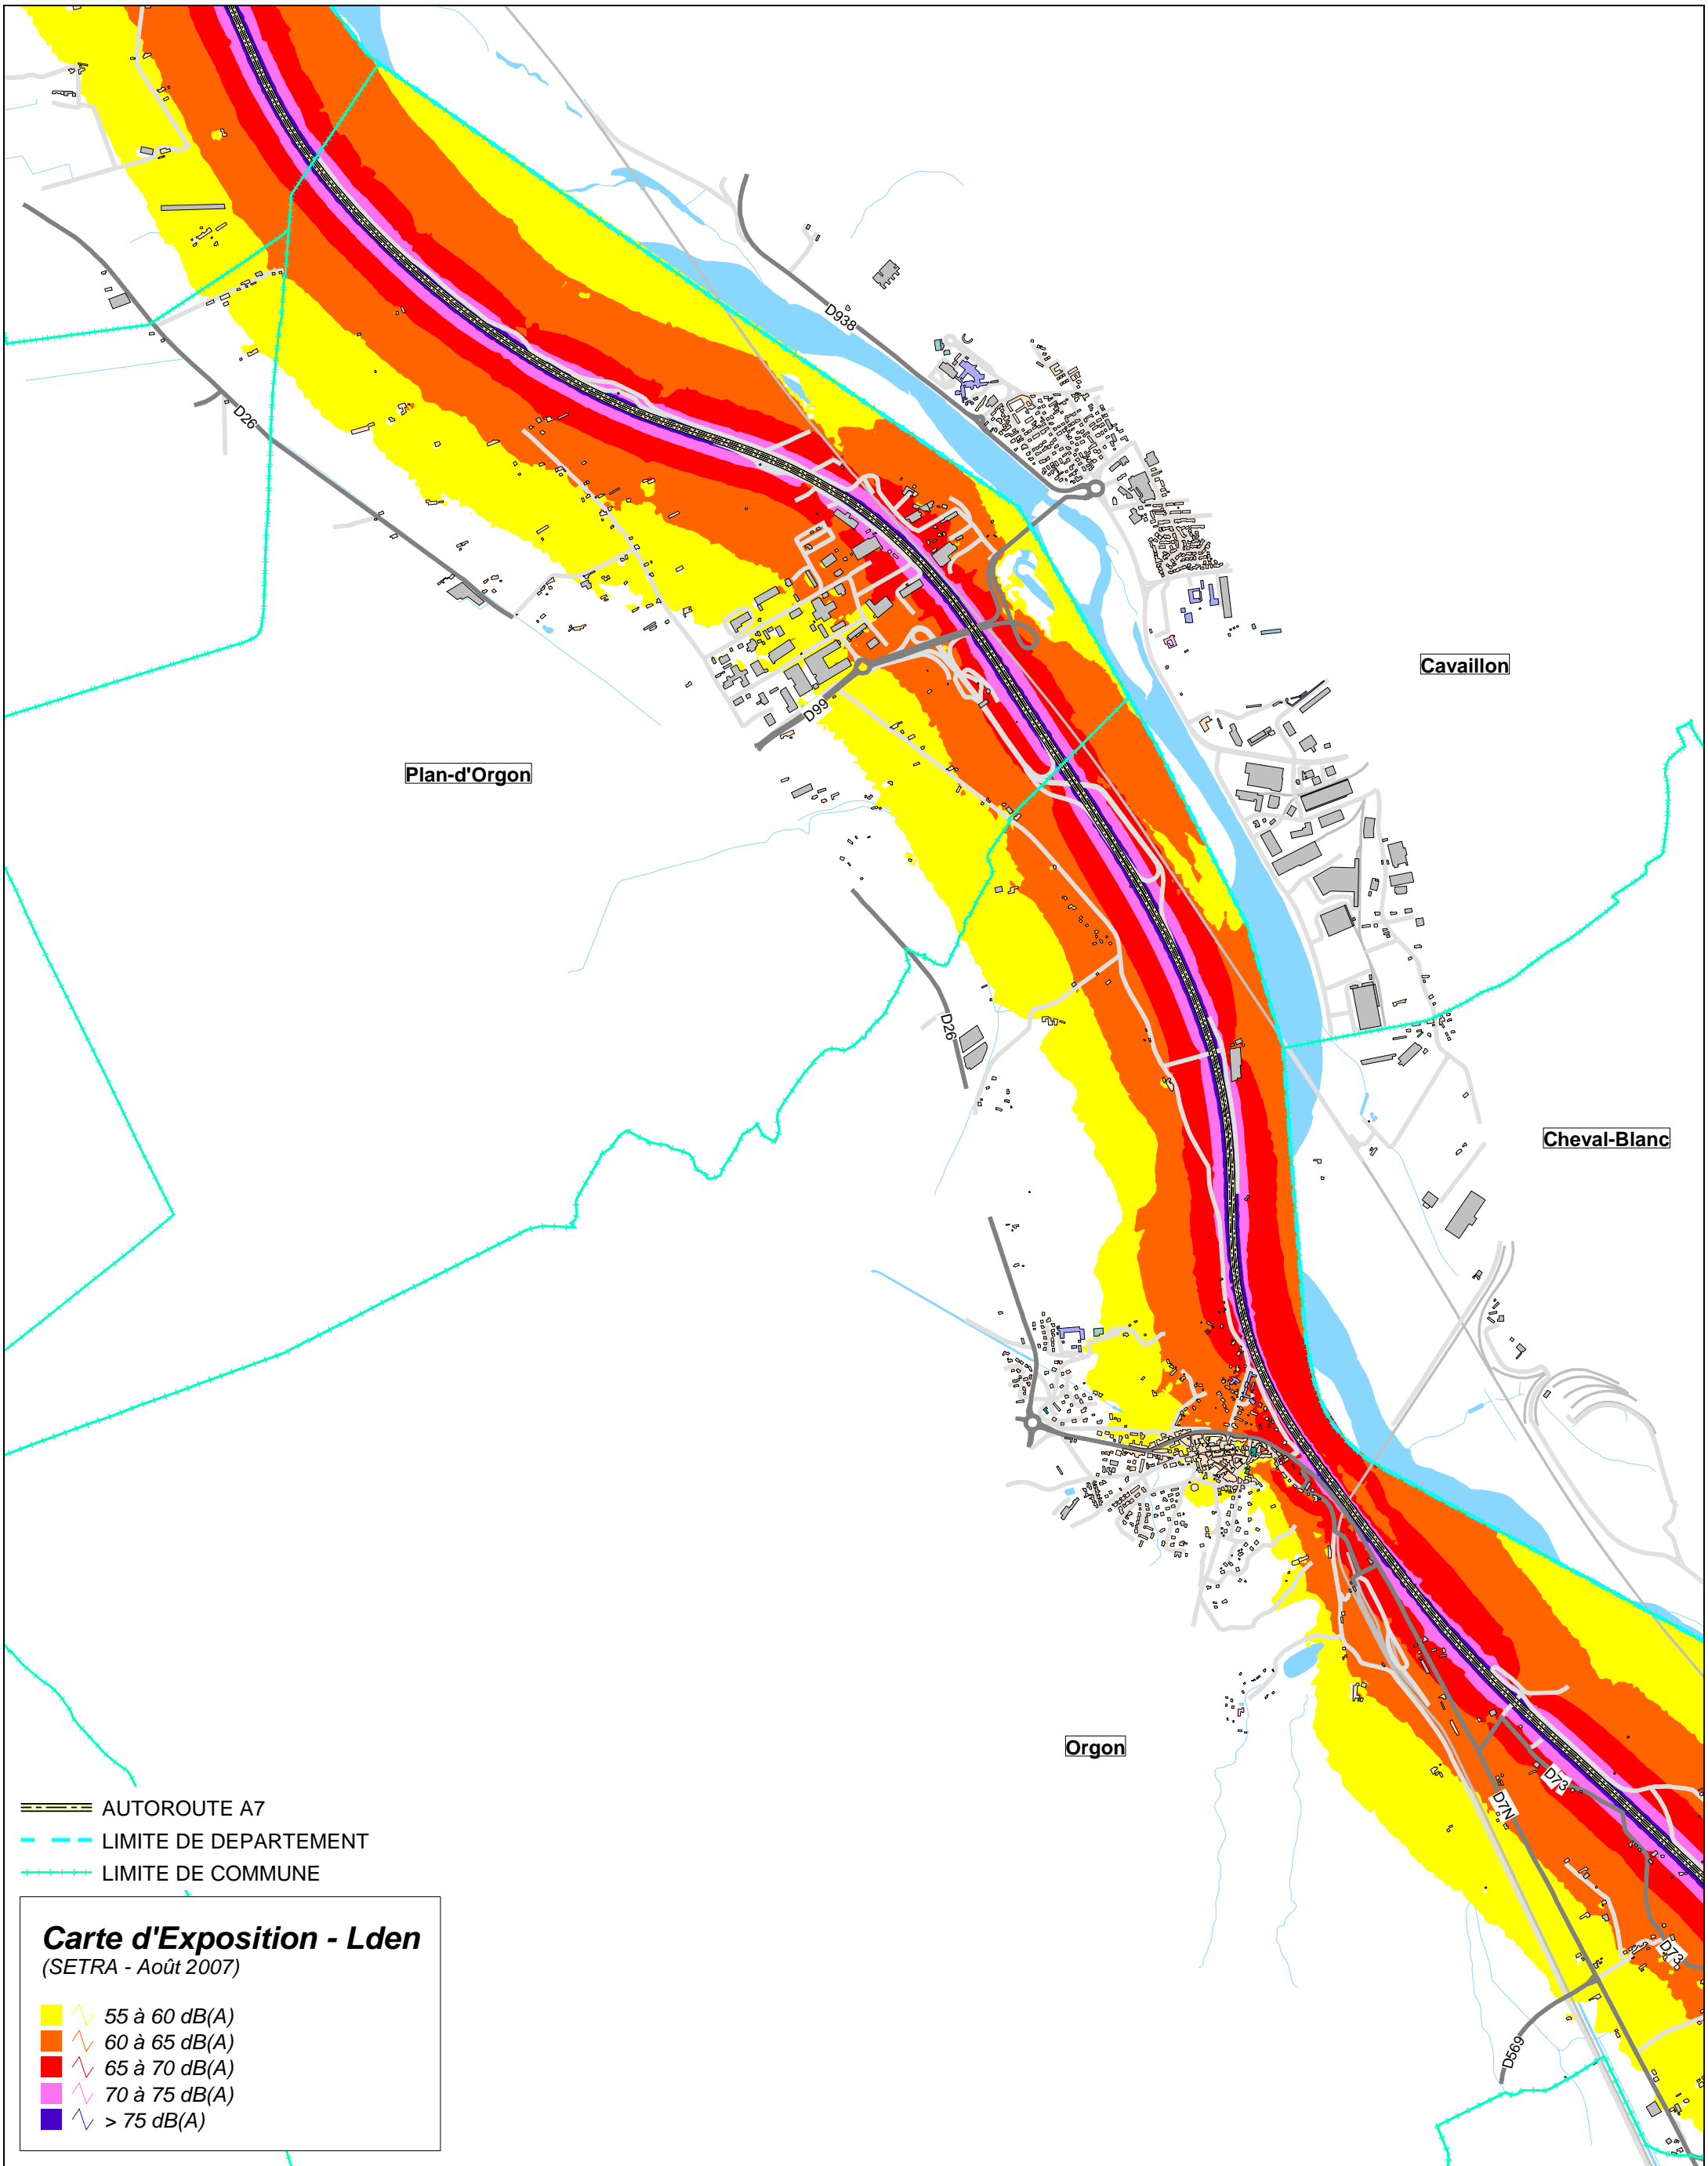 D938
D26
Cavaillon
D99
Plan-d'Orgon
D26
Cheval-Blanc
Orgon
D73
D7N
AUTOROUTE A7
LIMITE DE DEPARTEMENT
LIMITE DE COMMUNE
Carte d'Exposition - Lden
(SETRA - Août 2007)
D73
55 à 60 dB(A)
60 à 65 dB(A)
D569
65 à 70 dB(A)
70 à 75 dB(A)
> 75 dB(A)